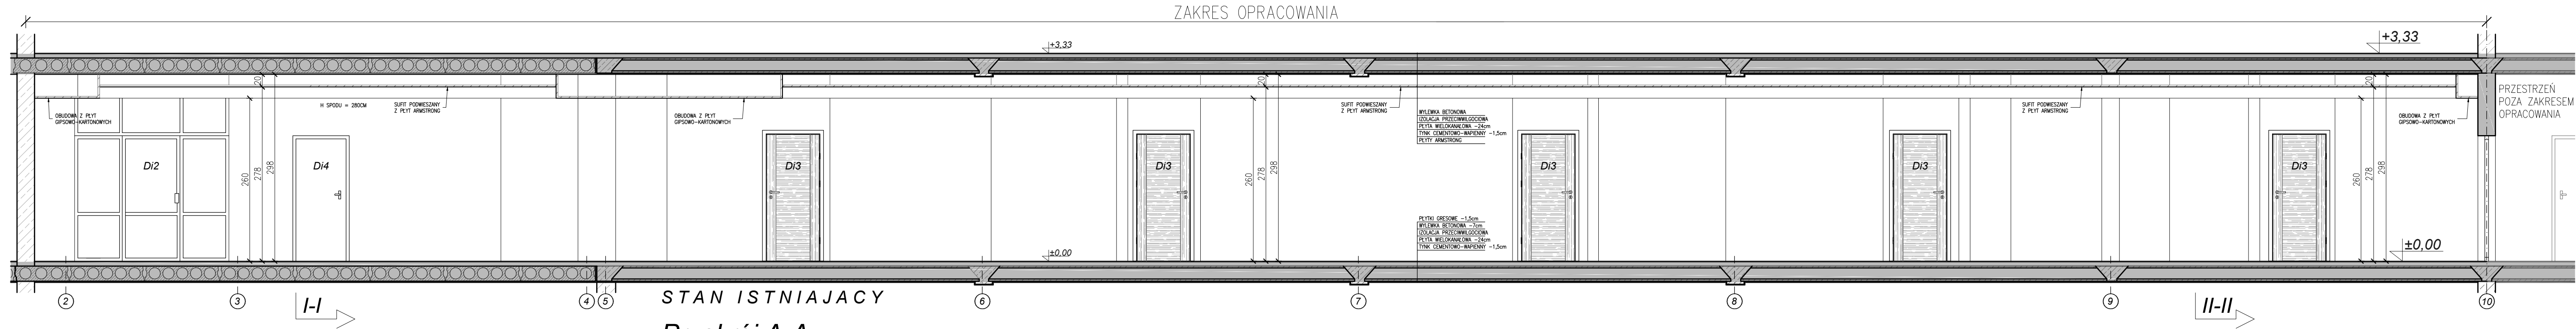 ZAKRES OPRACOWANIA
+3,33
+3,33
20
20
20
H SPODU = 280CM
SUFIT PODWIESZANY
Z PŁYT ARMSTRONG
OBUDOWA Z PŁYT
GIPSOWO-KARTONOWYCH
OBUDOWA Z PŁYT
GIPSOWO-KARTONOWYCH
SUFIT PODWIESZANY
Z PŁYT ARMSTRONG
WYLEWKA BETONOWA
IZOLACJA PRZECIWWILGOCIOWA
PŁYTA WIELOKANAŁOWA -24cm
TYNK CEMENTOWO-WAPIENNY -1,5cm
PŁYTY ARMSTRONG
SUFIT PODWIESZANY
Z PŁYT ARMSTRONG
OBUDOWA Z PŁYT
GIPSOWO-KARTONOWYCH
PRZESTRZEŃ
POZA ZAKRESEM
OPRACOWANIA
Di2
Di4
Di3
Di3
Di3
Di3
Di3
260
278
298
260
278
298
260
278
298
PŁYTKI GRESOWE -1,5cm
WYLEWKA BETONOWA -7cm
IZOLACJA PRZECIWWILGOCIOWA
PŁYTA WIELOKANAŁOWA -24cm
TYNK CEMENTOWO-WAPIENNY -1,5cm
±0,00
±0,00
2
3
4
5
6
7
8
9
10
I-I
II-II
STAN ISTNIAJACY